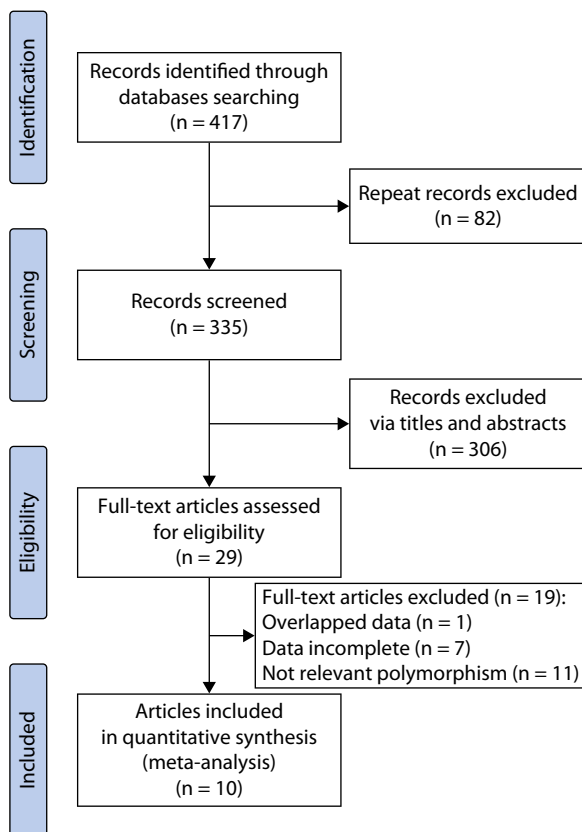 Identification
Records identified through
databases searching
(n = 417)
Repeat records excluded
(n = 82)
Screening
Records screened
(n = 335)
Records excluded
via titles and abstracts
(n = 306)
Eligibility
Full-text articles assessed
for eligibility
(n = 29)
Full-text articles excluded (n = 19):
Overlapped data (n = 1)
Data incomplete (n = 7)
Not relevant polymorphism (n = 11)
Included
Articles included
in quantitative synthesis
(meta-analysis)
(n = 10)